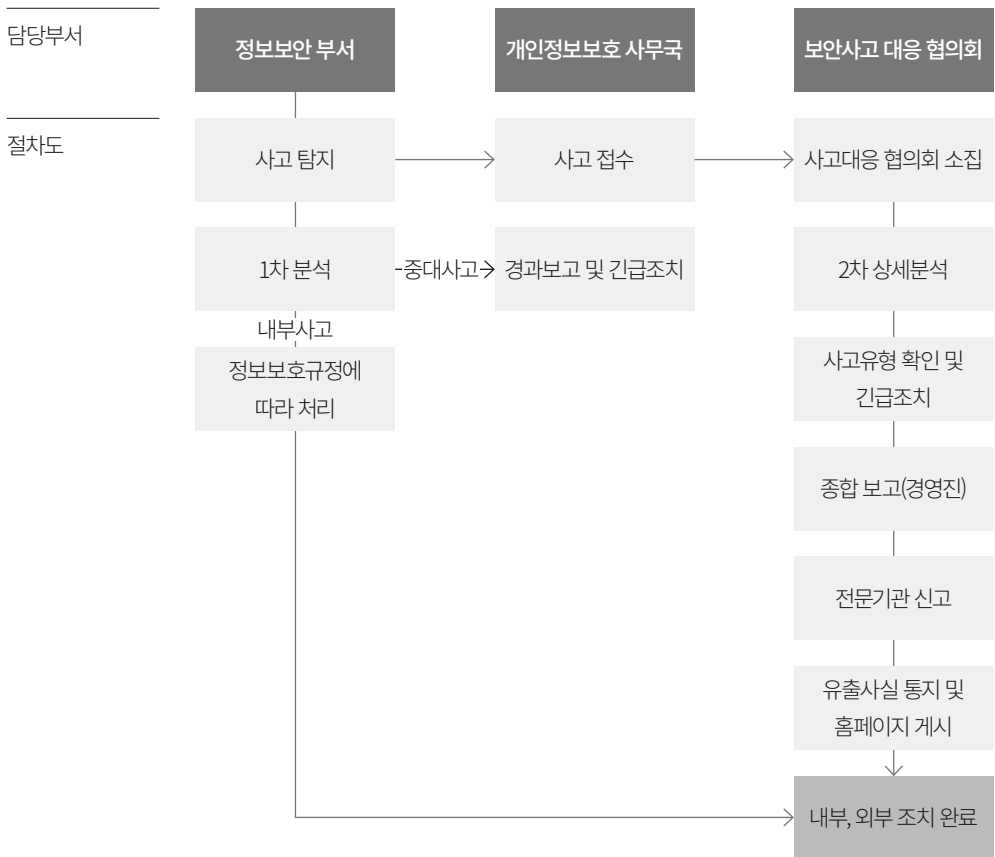 담당부서
정보보안 부서
개인정보보호 사무국
보안사고 대응 협의회
절차도
사고 탐지
사고 접수
사고대응 협의회 소집
1차 분석
중대사고
경과보고 및 긴급조치
2차 상세분석
내부사고
정보보호규정에
따라 처리
사고유형 확인 및
긴급조치
종합 보고(경영진)
전문기관 신고
유출사실 통지 및
홈페이지 게시
내부, 외부 조치 완료